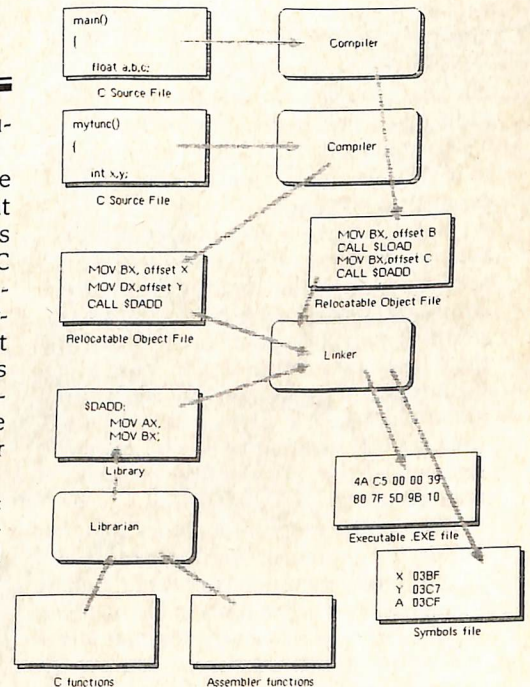 main()
{
float a,b,c;
C Source File
Compiler
myfunc()
{
int x,y;
C Source File
Compiler
MOV BX, offset B
CALL $LOAD
MOV BX,offset C
CALL $DADD
Relocatable Object File
MOV BX, offset X
MOV DX,offset Y
CALL $DADD
Relocatable Object File
Linker
$DADD:
MOV AX,
MOV BX;
Library
Librarian
4A C5 00 00 39
80 7F 5D 9B 10
Executable .EXE file
X 03BF
Y 03C7
A 03CF
Symbols file
C functions
Assembler functions